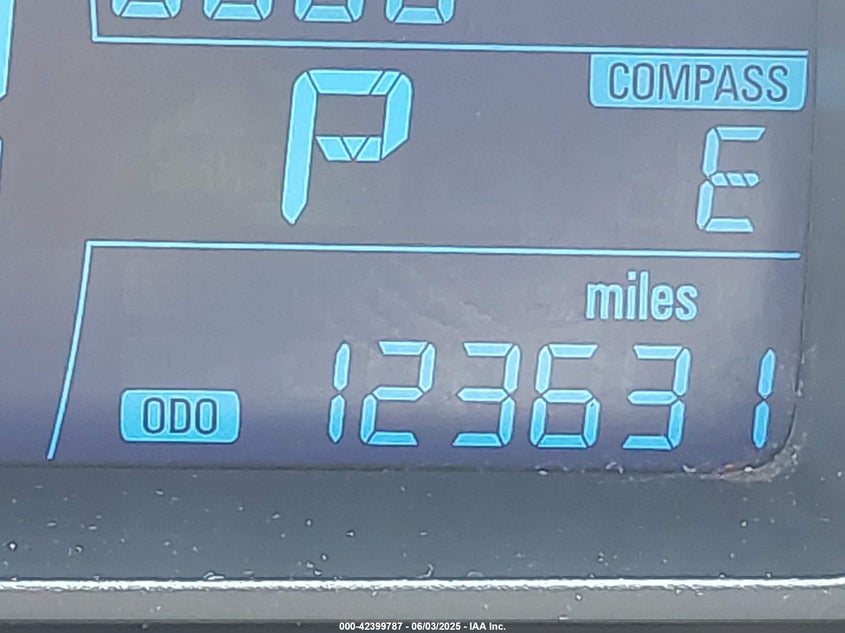 COMPASS
P
E
miles
ODO 123631
000-42399787 - 06/03/2025 - IAA Inc.